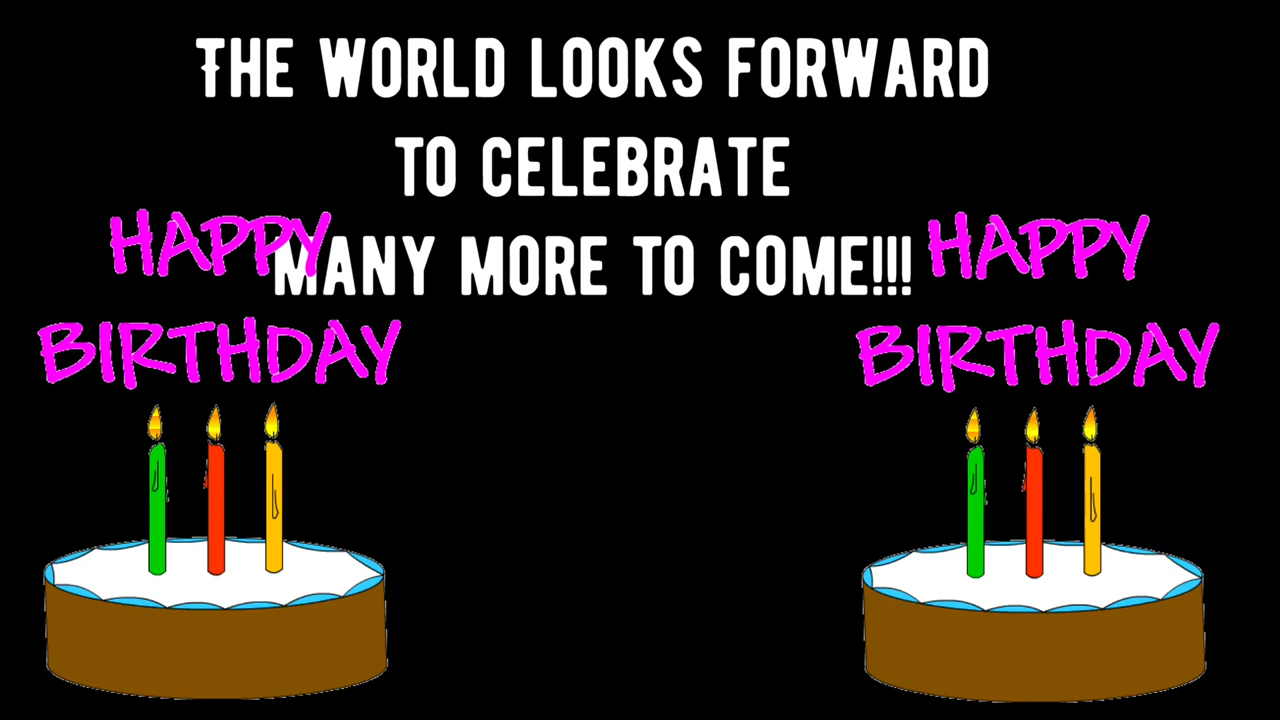 THE WORLD LOOKS FORWARD
TO CELEBRATE
MANY MORE TO COME!!!
HAPPY
BIRTHDAY
HAPPY
BIRTHDAY